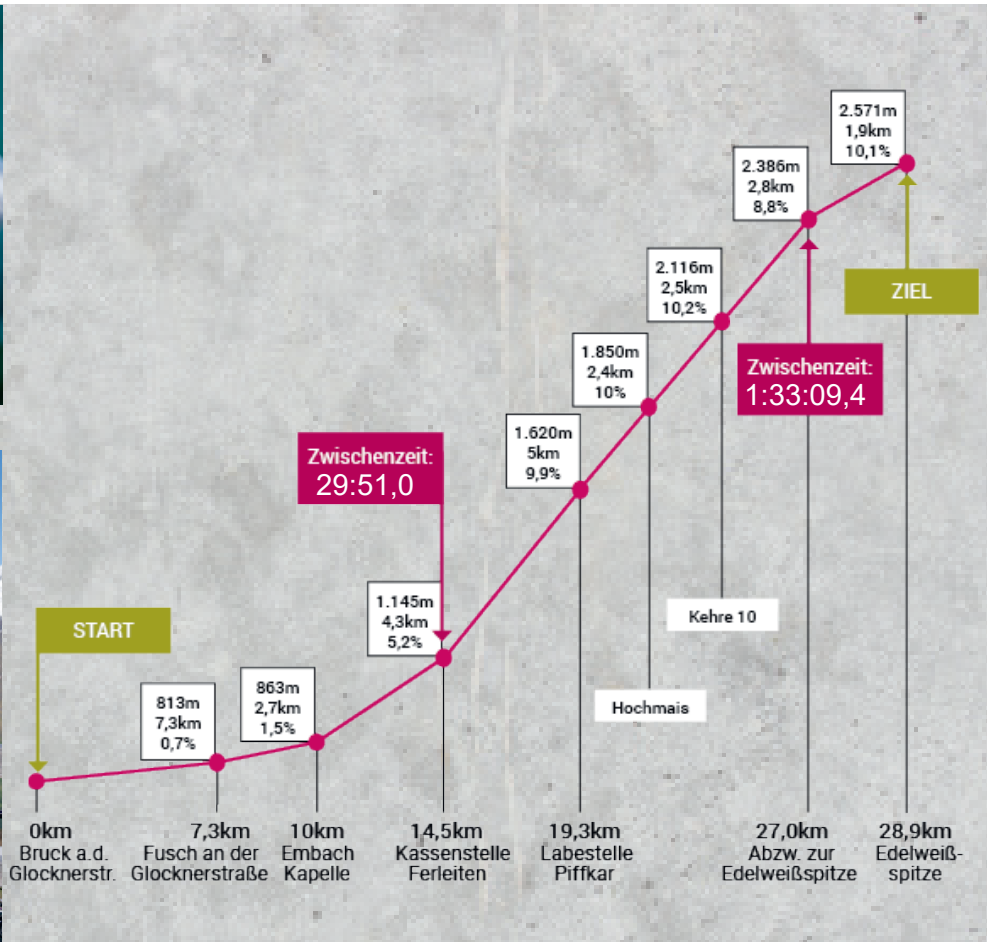 2.571m
1,9km
10,1%
2.386m
2,8km
8,8%
ZIEL
2.116m
2,5km
10,2%
1.850m
2,4km
10%
Zwischenzeit:
1:33:09,4
1.620m
5km
9,9%
Zwischenzeit:
29:51,0
1.145m
4,3km
5,2%
START
Kehre 10
813m
7,3km
0,7%
863m
2,7km
1,5%
Hochmais
0km
Bruck a.d.
Glocknerstr.
7,3km
Fusch an der
Glocknerstraße
10km
Embach
Kapelle
14,5km
Kassenstelle
Ferleiten
19,3km
Labestelle
Piffkar
27,0km
Abzw. zur
Edelweißspitze
28,9km
Edelweiß-
spitze